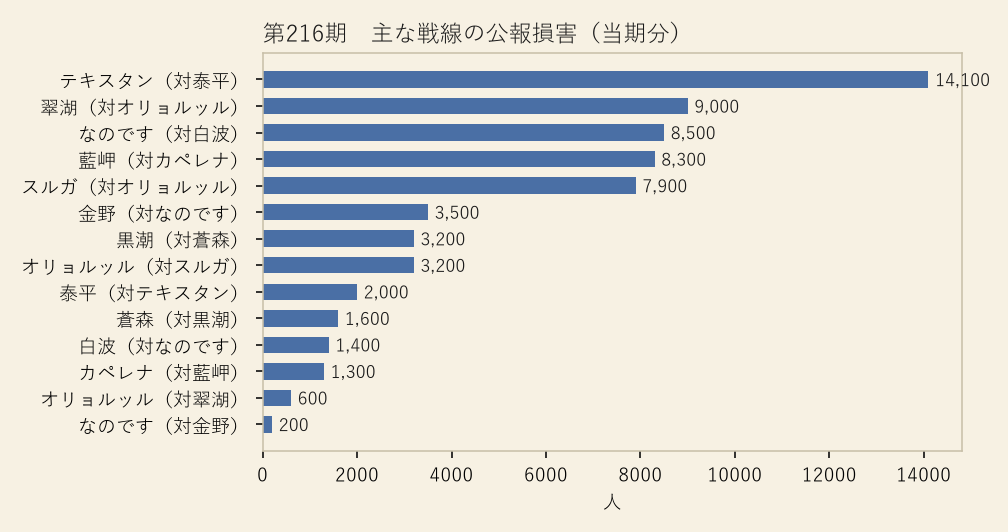 第216期　主な戦線の公報損害（当期分）
テキスタン（対泰平） 14,100
翠湖（対オリョルッル） 9,000
なのです（対白波） 8,500
藍岬（対カペレナ） 8,300
スルガ（対オリョルッル） 7,900
金野（対なのです） 3,500
黒潮（対蒼森） 3,200
オリョルッル（対スルガ） 3,200
泰平（対テキスタン） 2,000
蒼森（対黒潮） 1,600
白波（対なのです） 1,400
カペレナ（対藍岬） 1,300
オリョルッル（対翠湖） 600
なのです（対金野） 200
0 2000 4000 6000 8000 10000 12000 14000
人